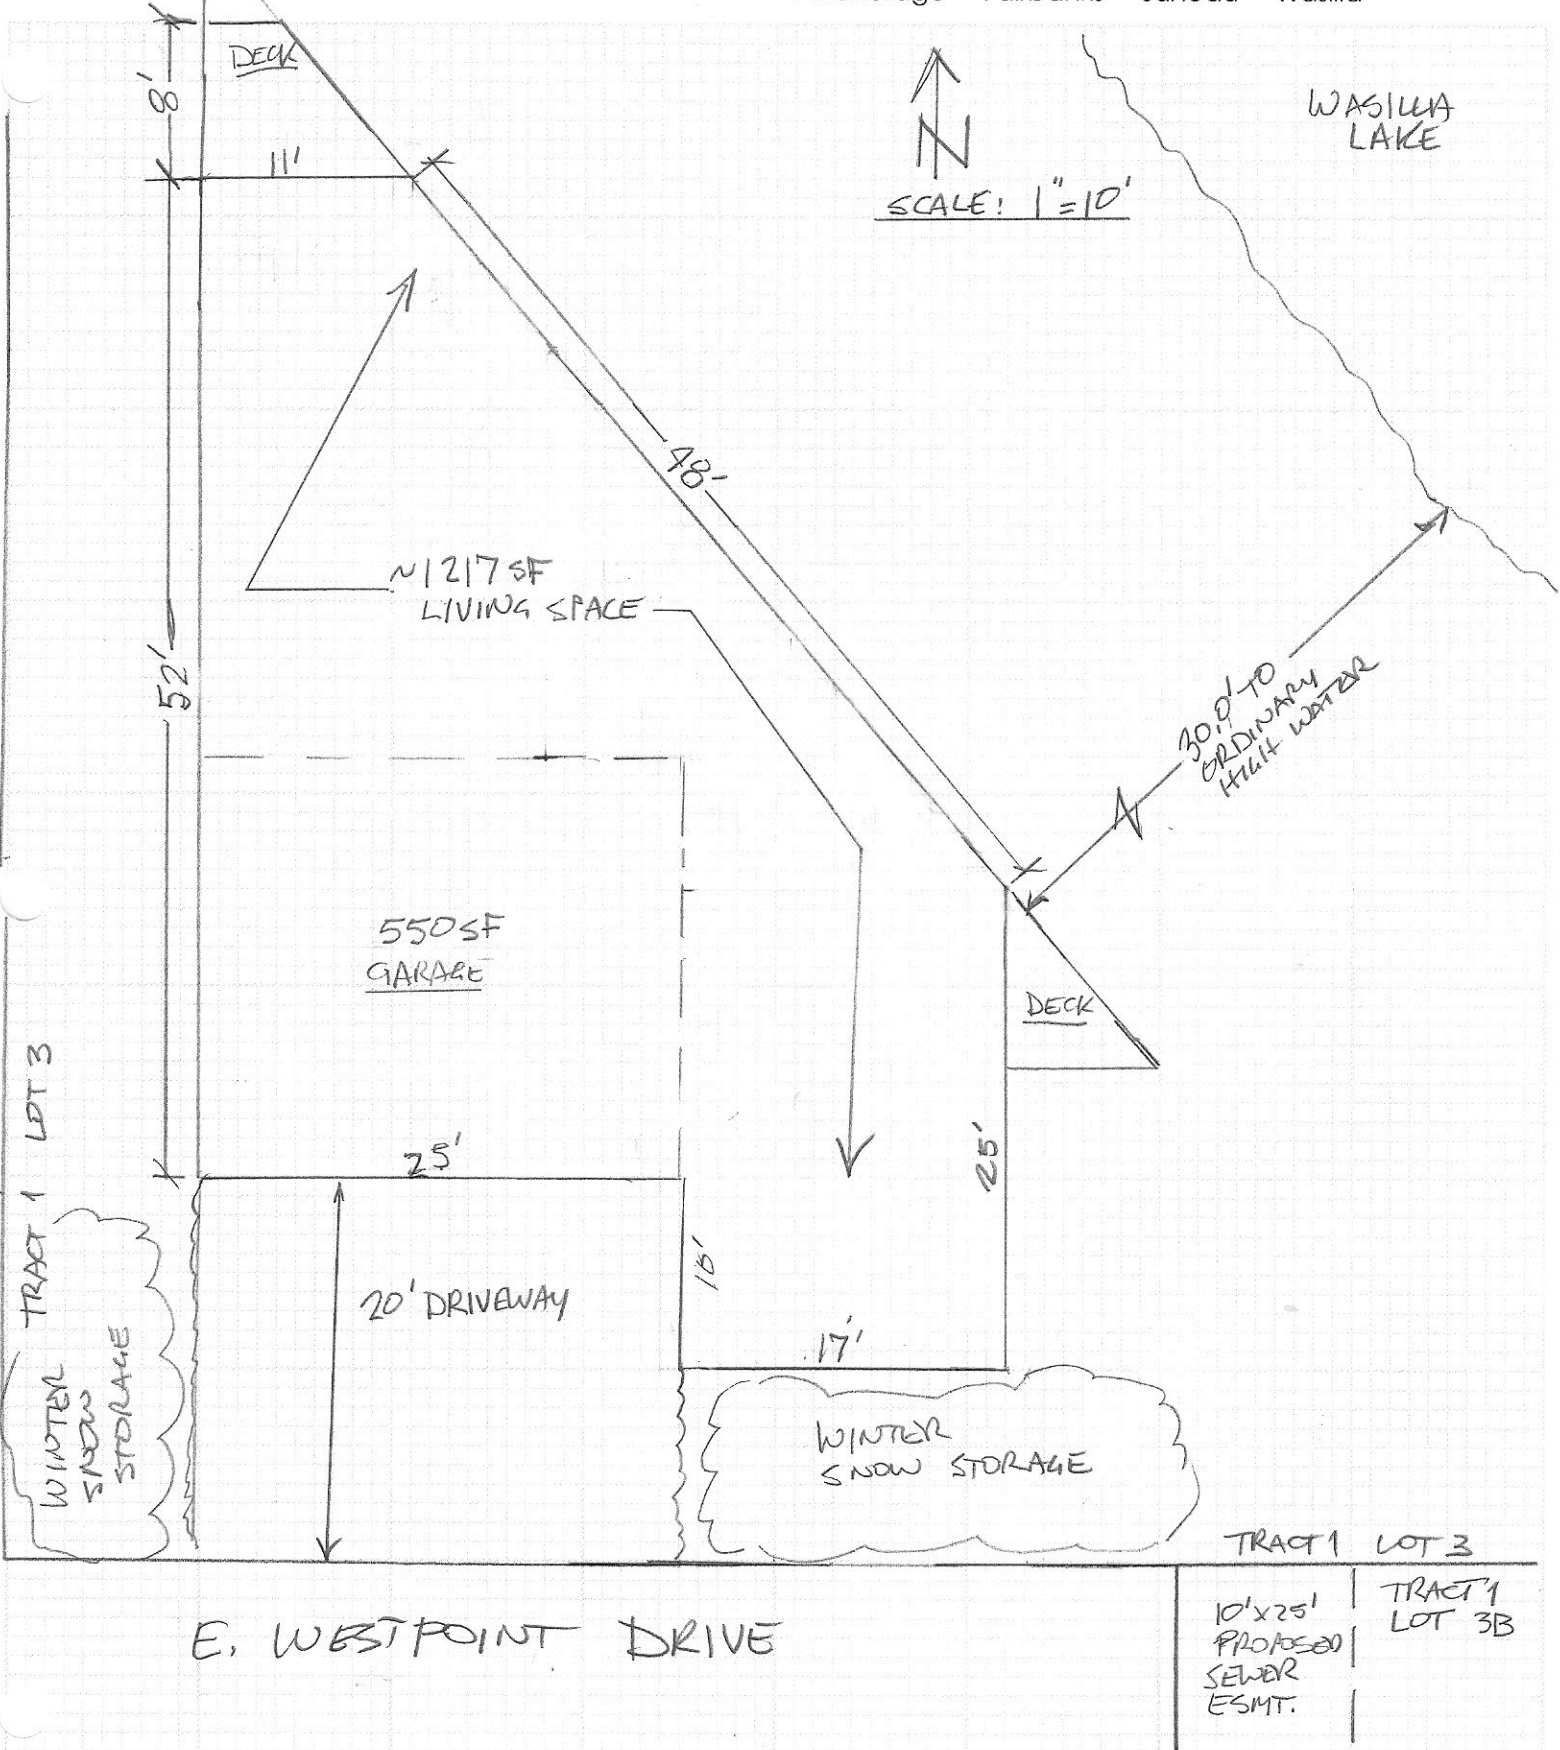 DECK
8'
11'
N
SCALE: 1"=10'
WASILLA
LAKE
48'
~1217 SF
LIVING SPACE
52'
30.0' TO
ORDINARY
HIGH WATER
550 SF
GARAGE
DECK
25'
25'
20' DRIVEWAY
17'
TRACT 1 LOT 3
WINTER
SNOW
STORAGE
WINTER
SNOW STORAGE
TRACT 1 LOT 3
E. WESTPOINT DRIVE
10'x25'
PROPOSED
SEWER
ESMT.
TRACT 1
LOT 3B